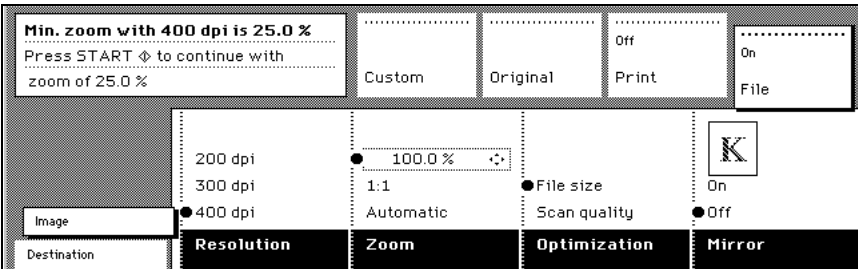 Min. zoom with 400 dpi is 25.0 %
Press START to continue with
zoom of 25.0 %
Custom
Original
Off
Print
On
File
200 dpi
300 dpi
400 dpi
Resolution
100.0 %
1:1
Automatic
Zoom
File size
Scan quality
Optimization
K
On
Off
Mirror
Image
Destination